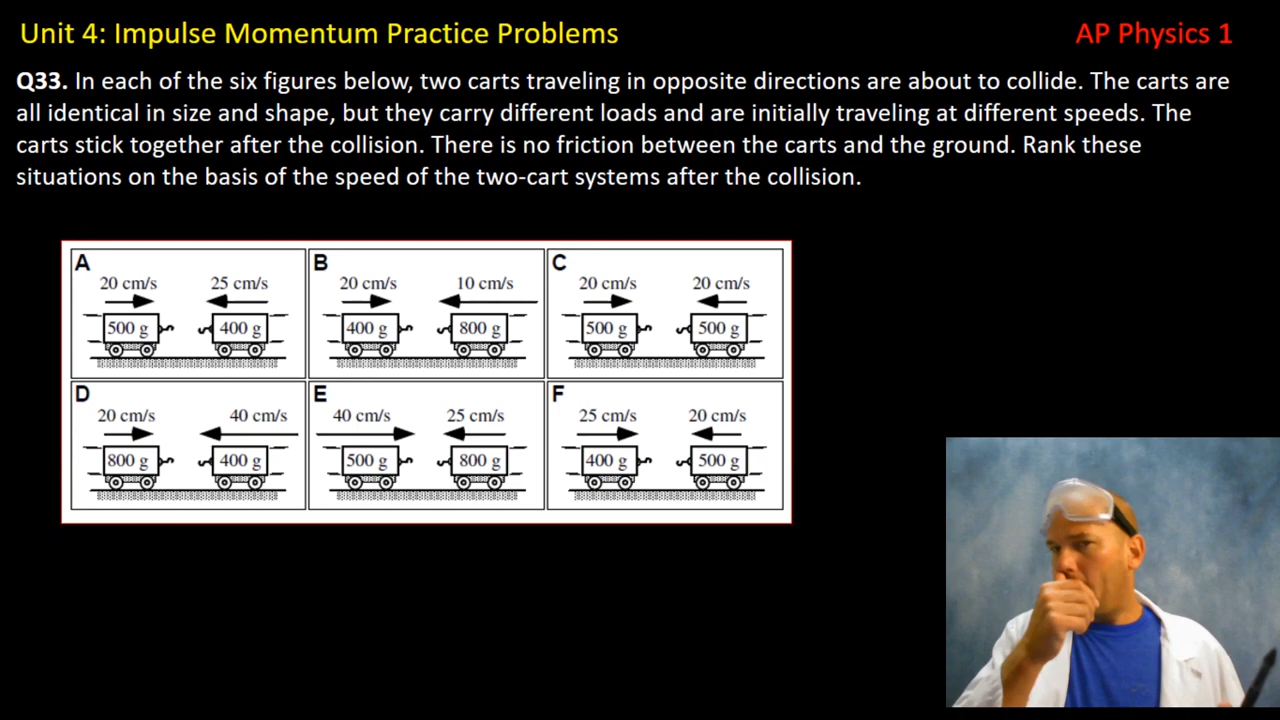 Unit 4: Impulse Momentum Practice Problems
AP Physics 1
Q33. In each of the six figures below, two carts traveling in opposite directions are about to collide. The carts are
all identical in size and shape, but they carry different loads and are initially traveling at different speeds. The
carts stick together after the collision. There is no friction between the carts and the ground. Rank these
situations on the basis of the speed of the two-cart systems after the collision.
A
20 cm/s 25 cm/s
500 g 400 g
B
20 cm/s 10 cm/s
400 g 800 g
C
20 cm/s 20 cm/s
500 g 500 g
D
20 cm/s 40 cm/s
800 g 400 g
E
40 cm/s 25 cm/s
500 g 800 g
F
25 cm/s 20 cm/s
400 g 500 g